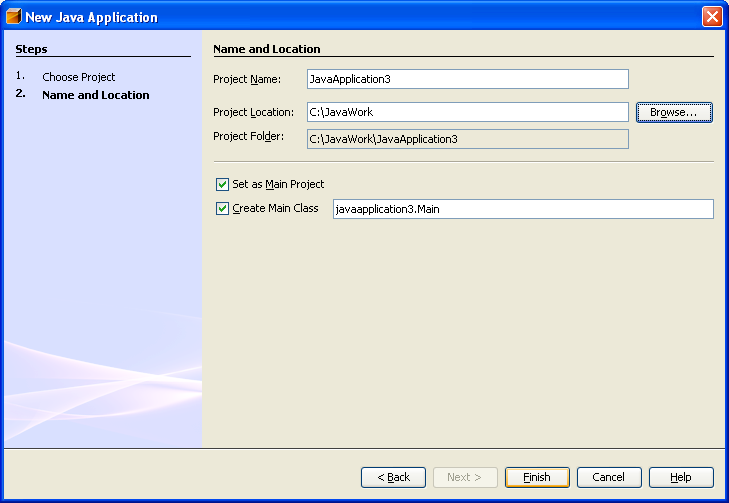 New Java Application
Steps
1. Choose Project
2. Name and Location
Name and Location
Project Name: JavaApplication3
Project Location: C:\JavaWork Browse...
Project Folder: C:\JavaWork\JavaApplication3
Set as Main Project
Create Main Class javaapplication3.Main
< Back Next > Finish Cancel Help